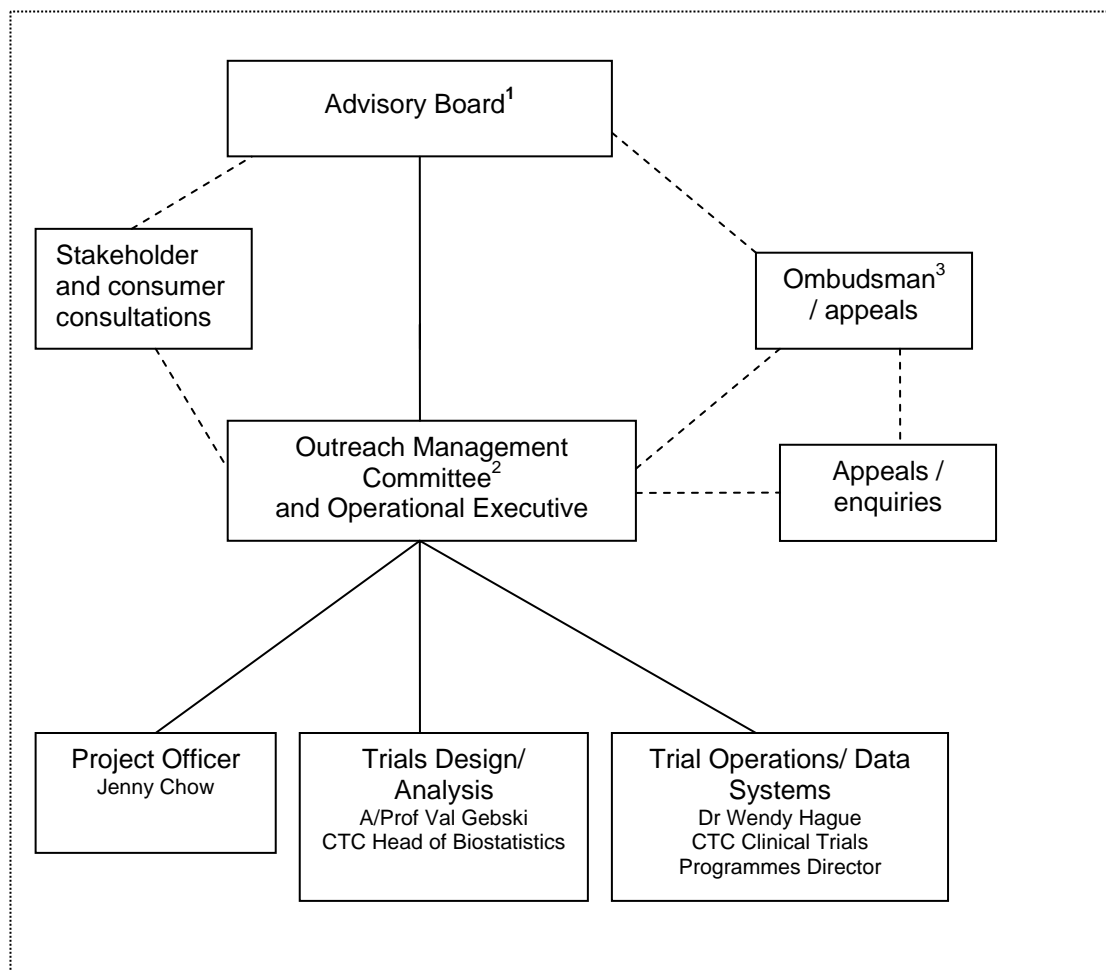 Advisory Board¹
Stakeholder
and consumer
consultations
Ombudsman³
/ appeals
Outreach Management
Committee²
and Operational Executive
Appeals /
enquiries
Project Officer
Jenny Chow
Trials Design/
Analysis
A/Prof Val Gebski
CTC Head of Biostatistics
Trial Operations/ Data
Systems
Dr Wendy Hague
CTC Clinical Trials
Programmes Director